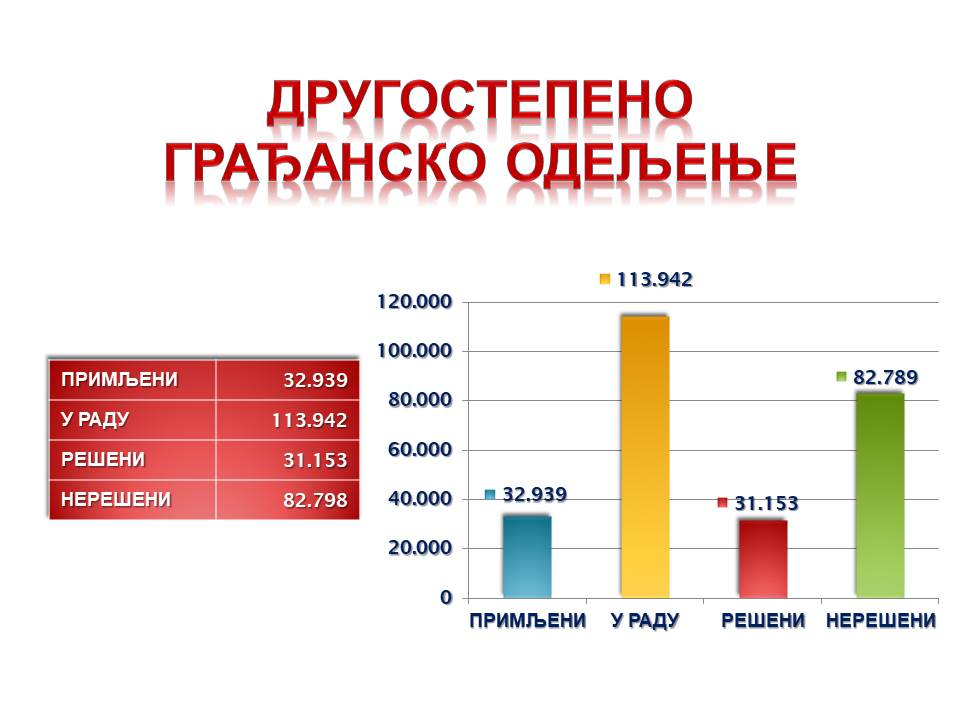 ДРУГОСТЕПЕНО
ГРАЂАНСКО ОДЕЉЕЊЕ
ПРИМЉЕНИ 32.939
У РАДУ 113.942
РЕШЕНИ 31.153
НЕРЕШЕНИ 82.798
113.942
120.000
100.000
82.789
80.000
60.000
40.000
32.939
31.153
20.000
0
ПРИМЉЕНИ У РАДУ РЕШЕНИ НЕРЕШЕНИ